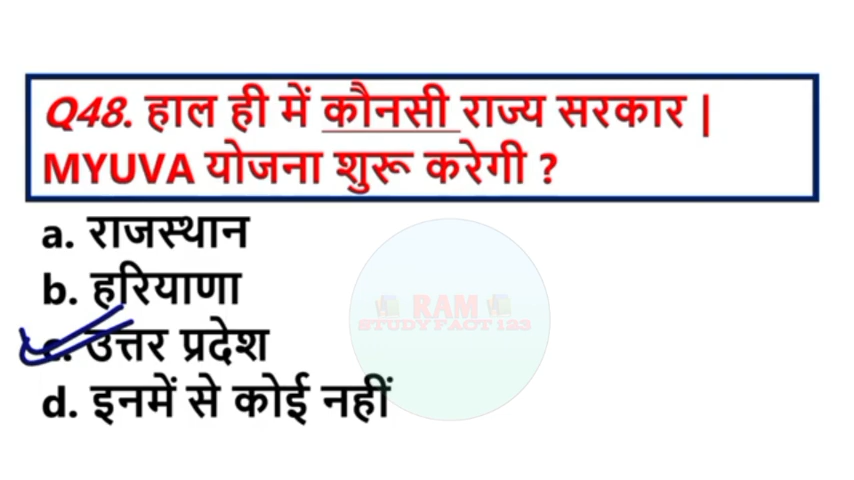 Q48. हाल ही में कौनसी राज्य सरकार |
MYUVA योजना शुरू करेगी ?
a. राजस्थान
b. हरियाणा
c. उत्तर प्रदेश
d. इनमें से कोई नहीं
RAM
STUDY FACT 123